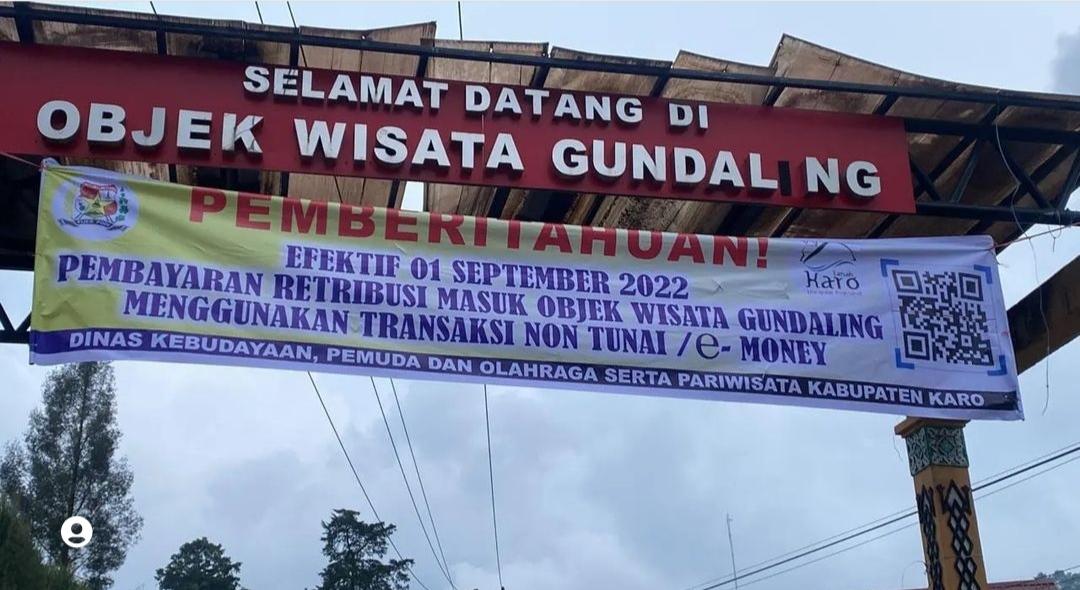 SELAMAT DATANG DI
OBJEK WISATA GUNDALING
PEMBERITAHUAN!
EFEKTIF 01 SEPTEMBER 2022
PEMBAYARAN RETRIBUSI MASUK OBJEK WISATA GUNDALING
MENGGUNAKAN TRANSAKSI NON TUNAI / e- MONEY
DINAS KEBUDAYAAN, PEMUDA DAN OLAHRAGA SERTA PARIWISATA KABUPATEN KARO
Tanah
Karo